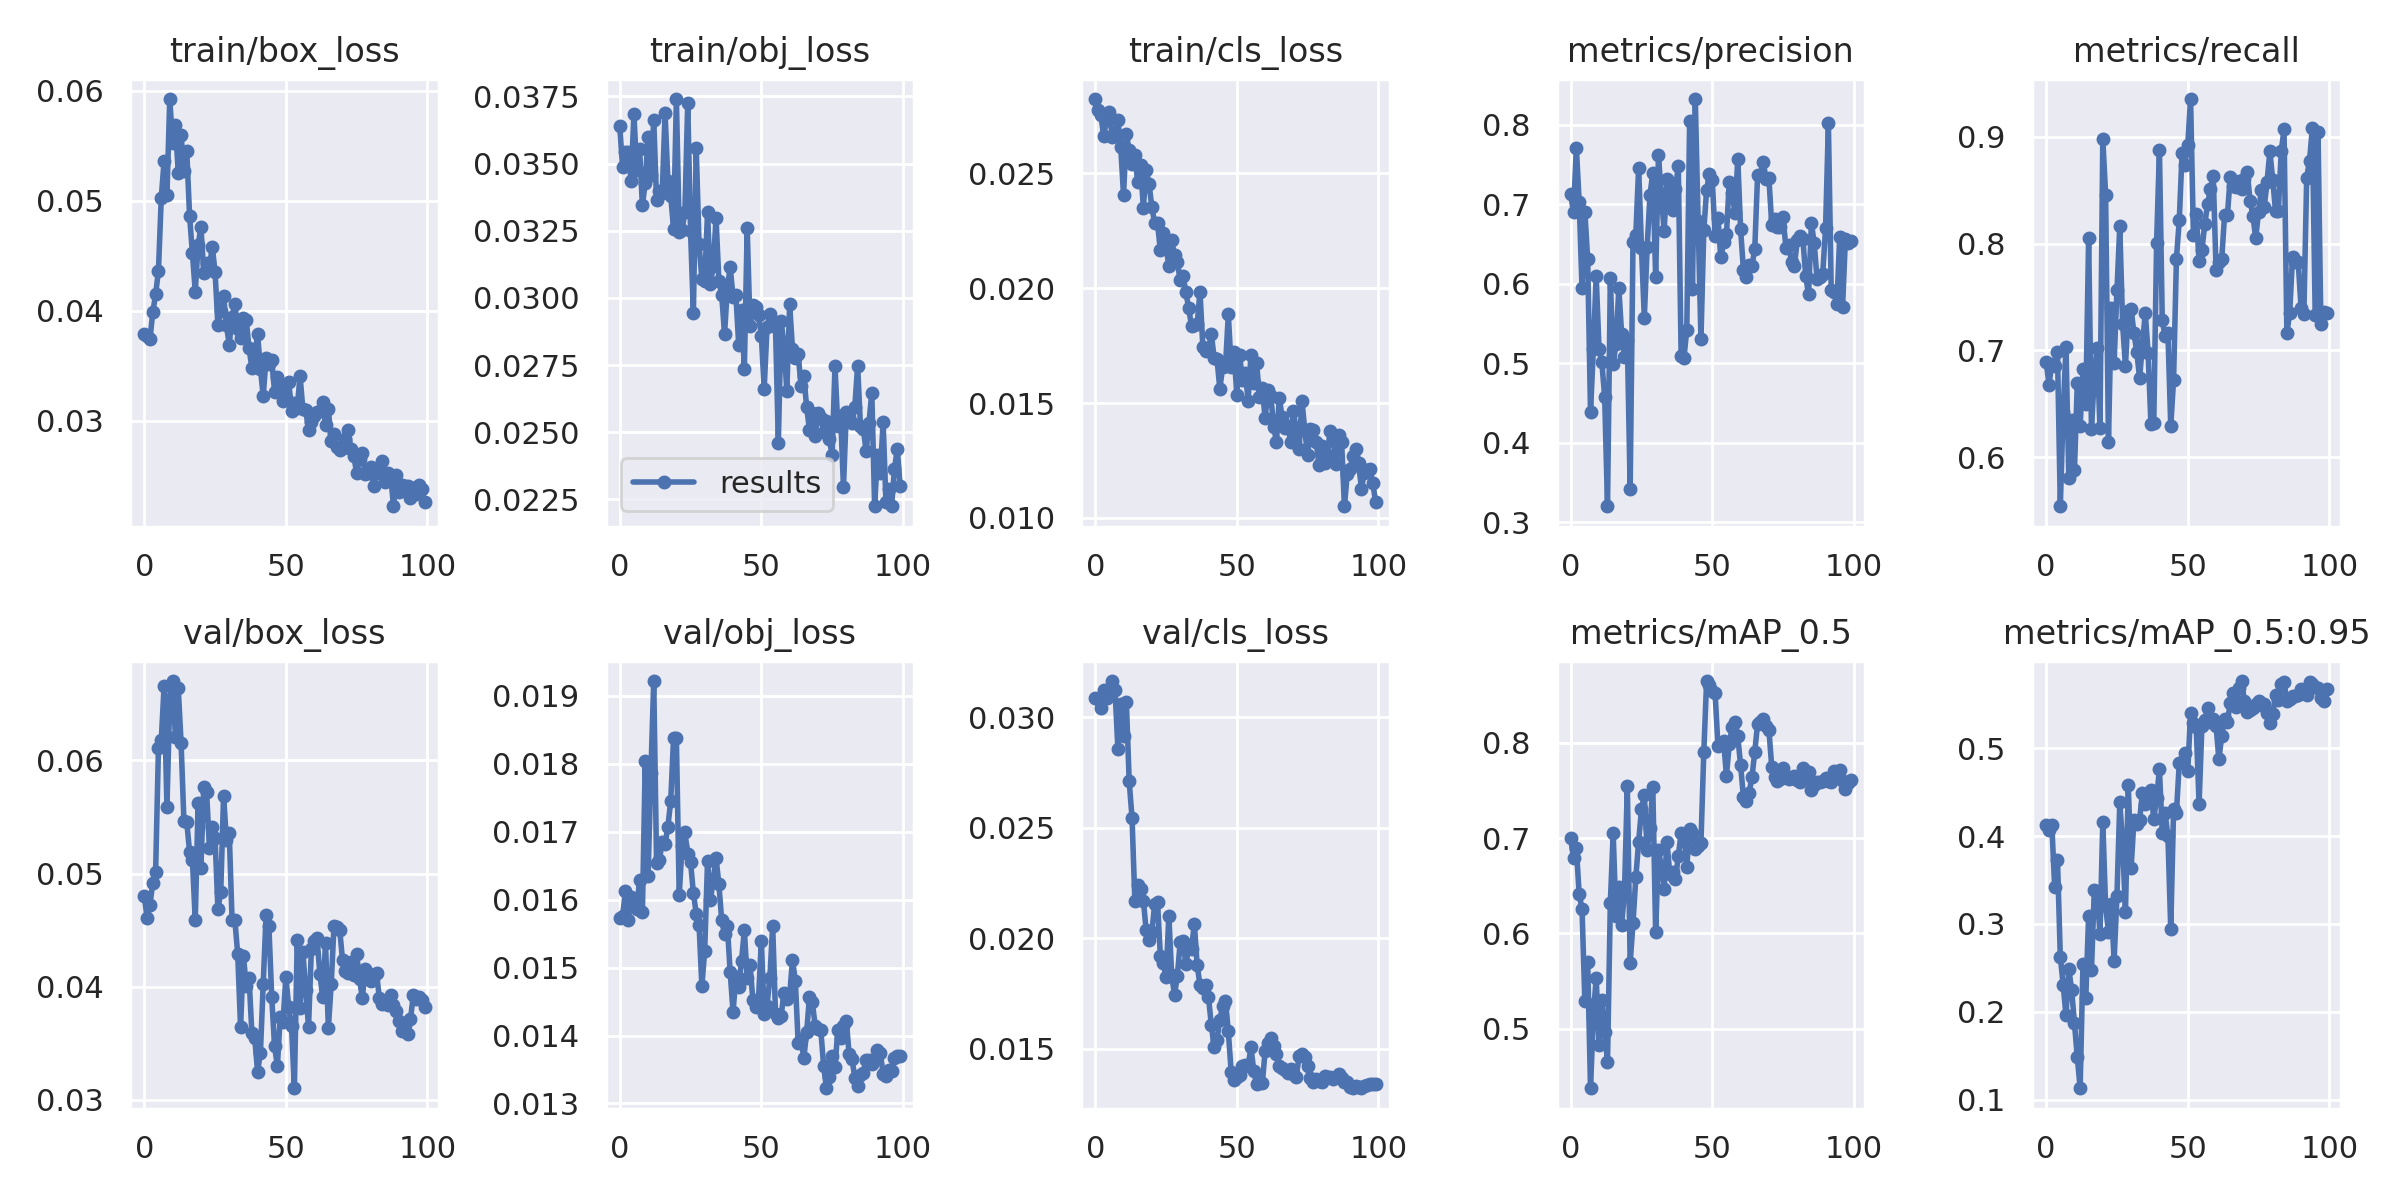 train/box_loss
train/obj_loss
train/cls_loss
metrics/precision
metrics/recall
0.06
0.05
0.04
0.03
0 50 100
0.0375
0.0350
0.0325
0.0300
0.0275
0.0250
0.0225
results
0 50 100
0.025
0.020
0.015
0.010
0 50 100
0.8
0.7
0.6
0.5
0.4
0.3
0 50 100
0.9
0.8
0.7
0.6
0 50 100
val/box_loss
val/obj_loss
val/cls_loss
metrics/mAP_0.5
metrics/mAP_0.5:0.95
0.06
0.05
0.04
0.03
0 50 100
0.019
0.018
0.017
0.016
0.015
0.014
0.013
0 50 100
0.030
0.025
0.020
0.015
0 50 100
0.8
0.7
0.6
0.5
0 50 100
0.5
0.4
0.3
0.2
0.1
0 50 100